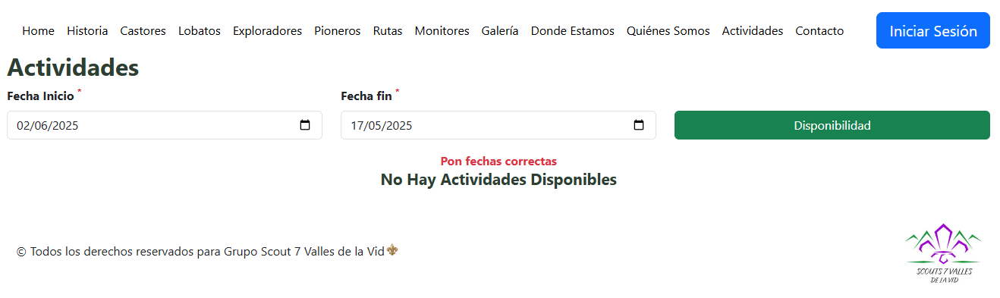 Home Historia Castores Lobatos Exploradores Pioneros Rutas Monitores Galería Donde Estamos Quiénes Somos Actividades Contacto Iniciar Sesión
Actividades
Fecha Inicio * Fecha fin *
02/06/2025 17/05/2025 Disponibilidad
Pon fechas correctas
No Hay Actividades Disponibles
© Todos los derechos reservados para Grupo Scout 7 Valles de la Vid
SCOUTS 7 VALLES
DE LA VID